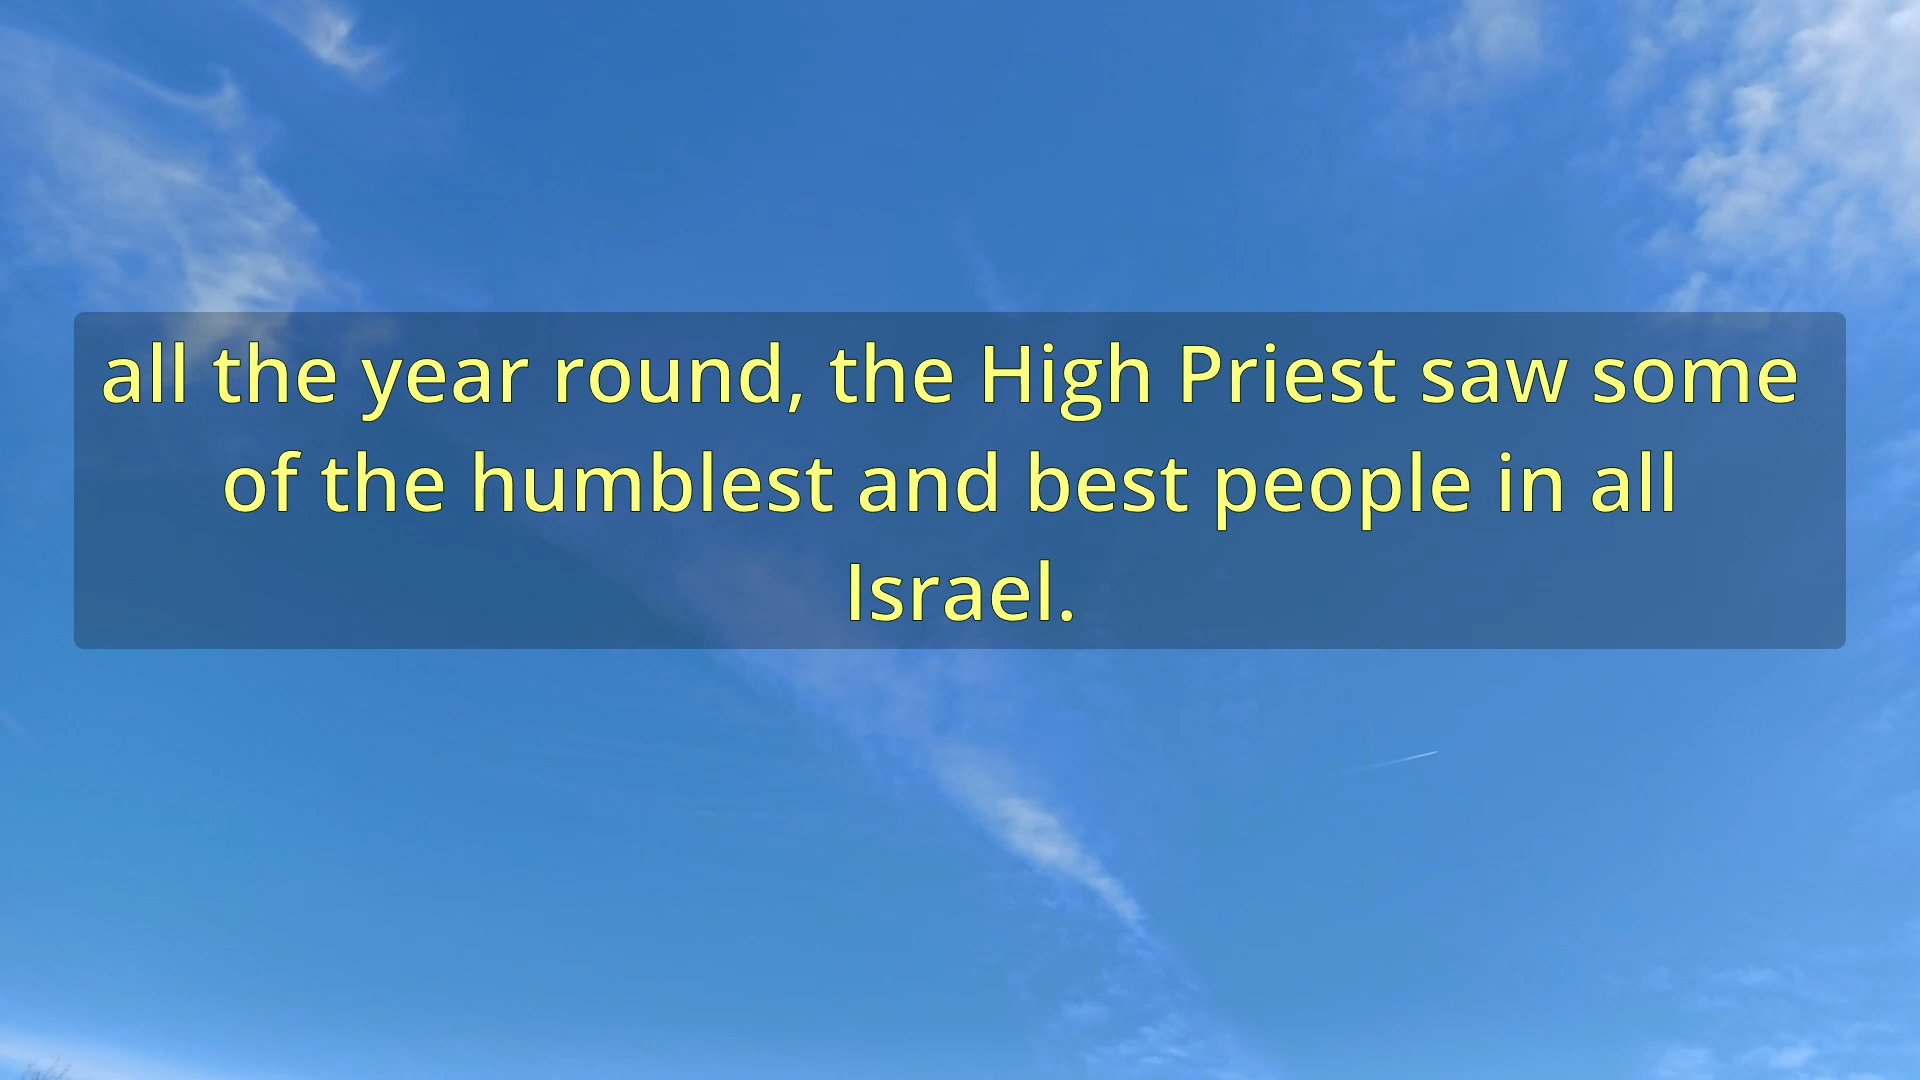 all the year round, the High Priest saw some
of the humblest and best people in all
Israel.